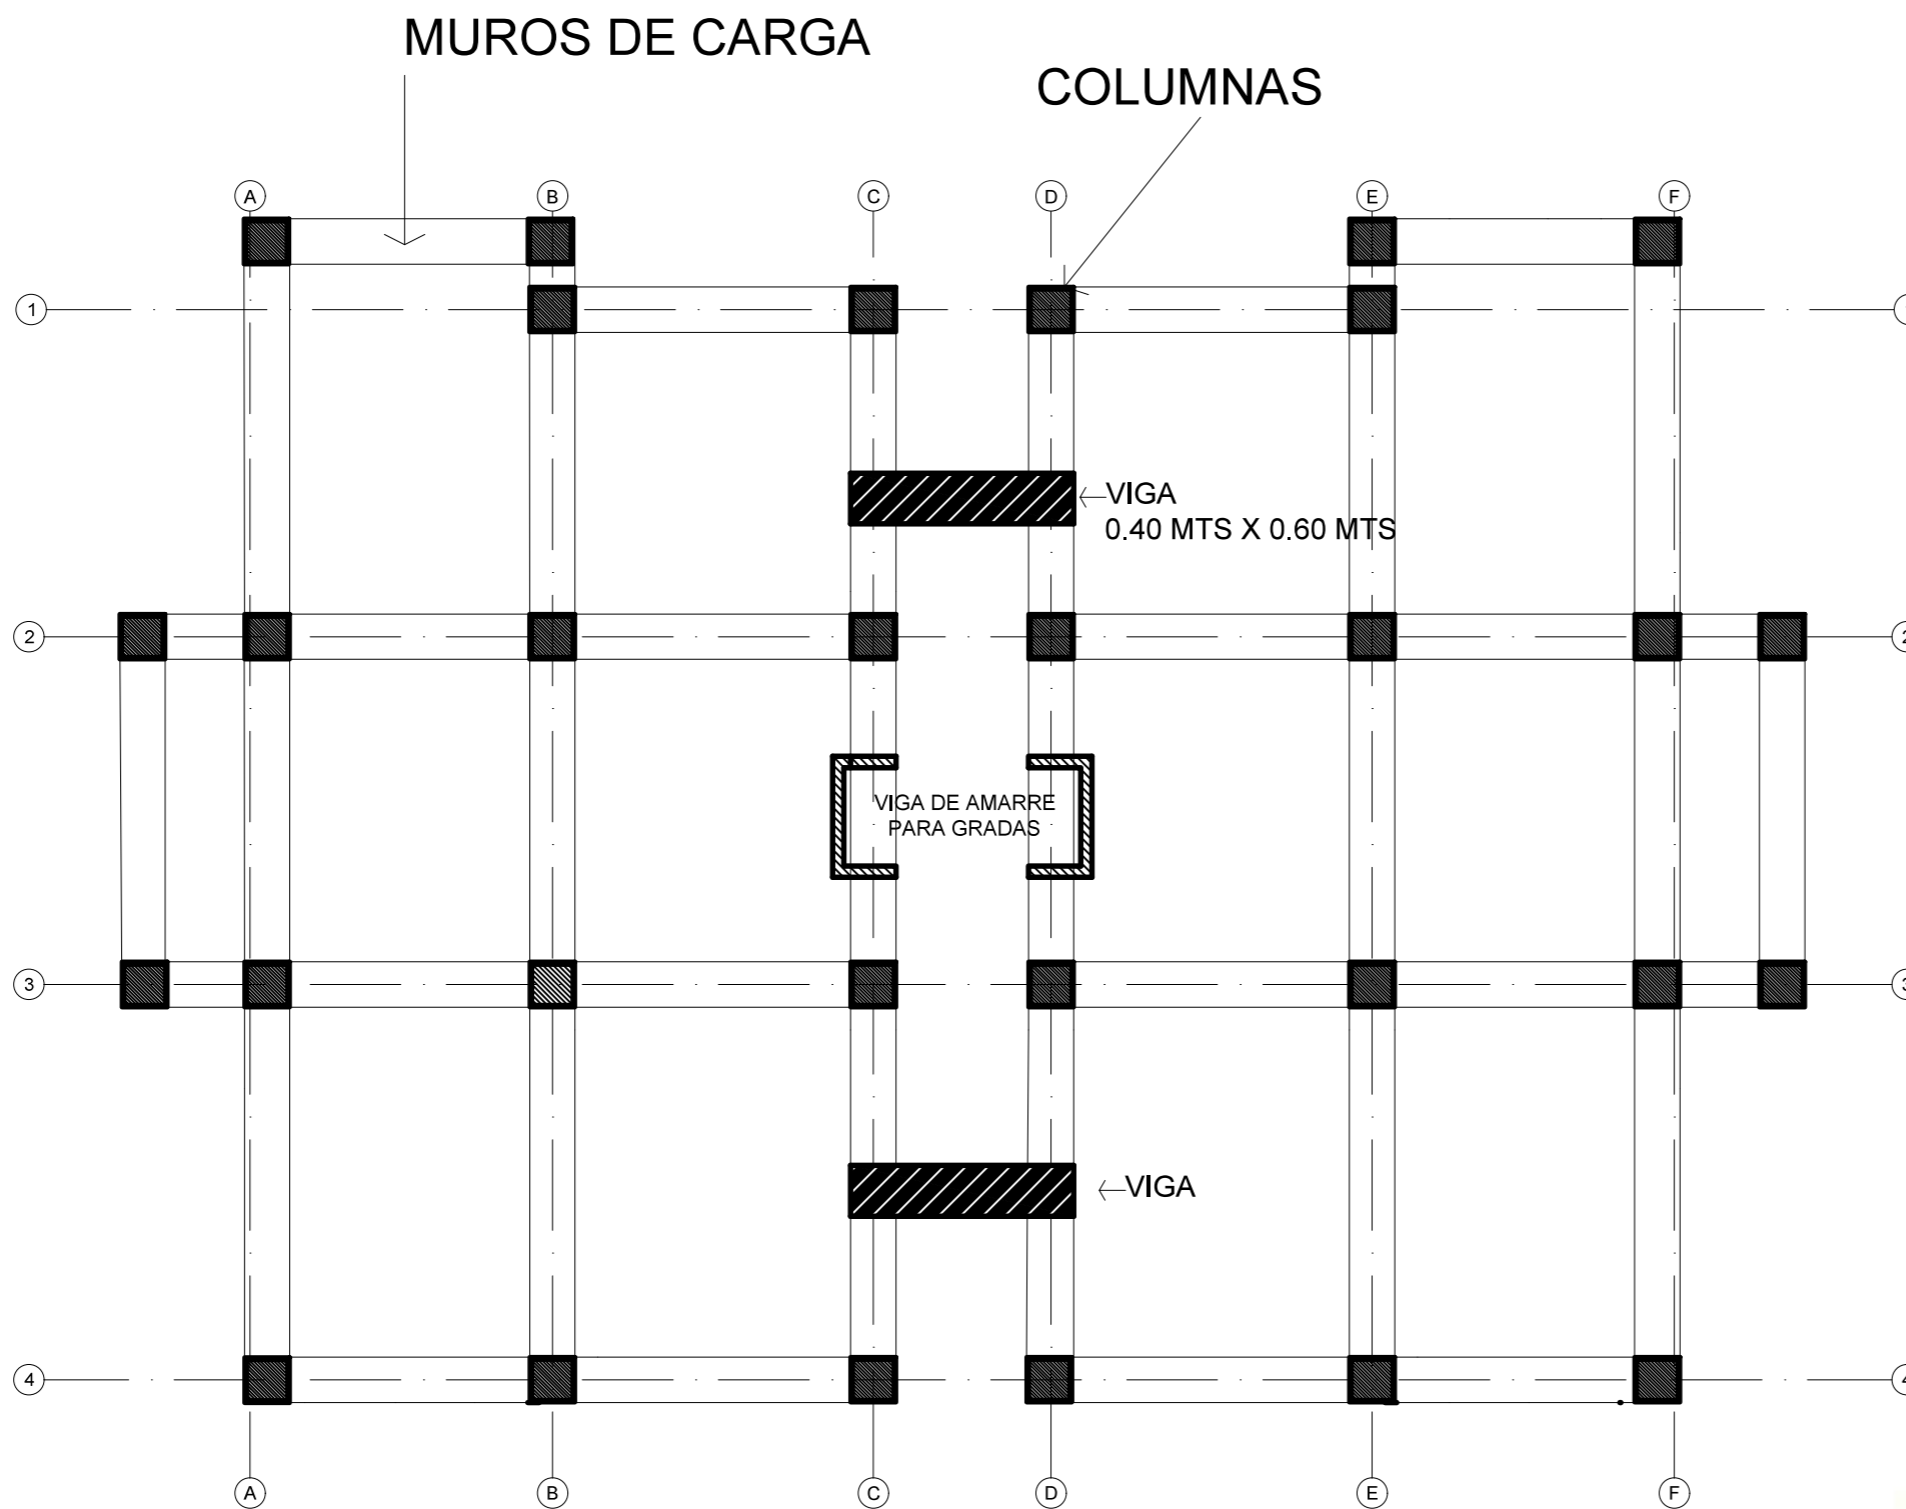 MUROS DE CARGA
COLUMNAS
A B C D E F
1
VIGA
0.40 MTS X 0.60 MTS
2 2
VIGA DE AMARRE
PARA GRADAS
3 3
VIGA
4 4
A B C D E F